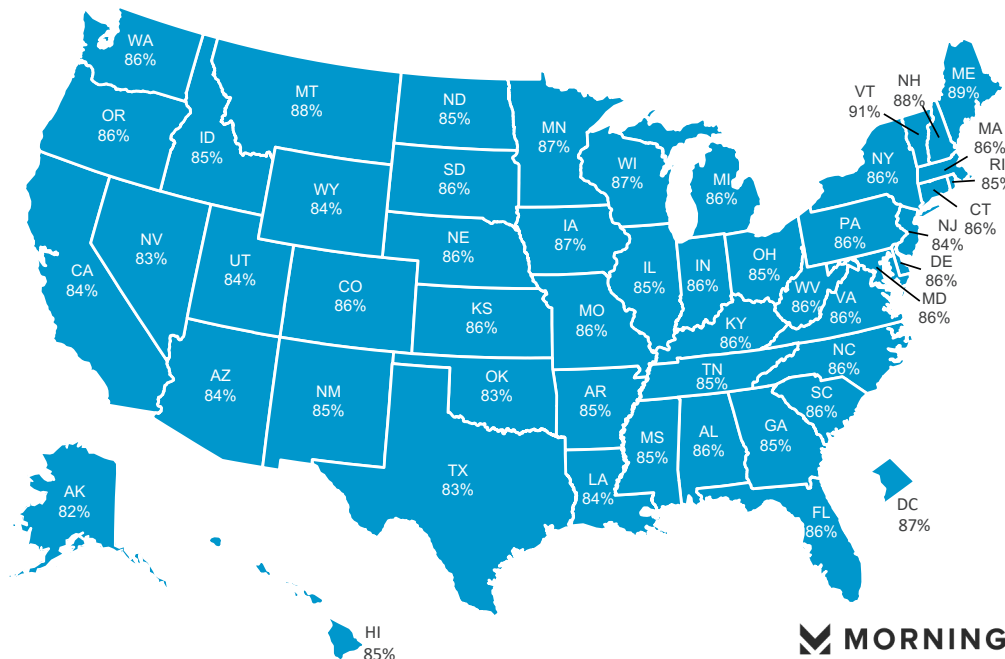 WA
86%
OR
86%
ID
85%
MT
88%
ND
85%
MN
87%
WI
87%
MI
86%
VT
91%
NH
88%
ME
89%
MA
86%
RI
85%
CT
86%
NY
86%
NJ
84%
PA
86%
DE
86%
MD
86%
SD
86%
WY
84%
NE
86%
IA
87%
IL
85%
IN
86%
OH
85%
WV
86%
VA
86%
CA
84%
NV
83%
UT
84%
CO
86%
KS
86%
MO
86%
KY
86%
NC
86%
TN
85%
SC
86%
AZ
84%
NM
85%
OK
83%
AR
85%
MS
85%
AL
86%
GA
85%
TX
83%
LA
84%
FL
86%
DC
87%
AK
82%
HI
85%
MORNING